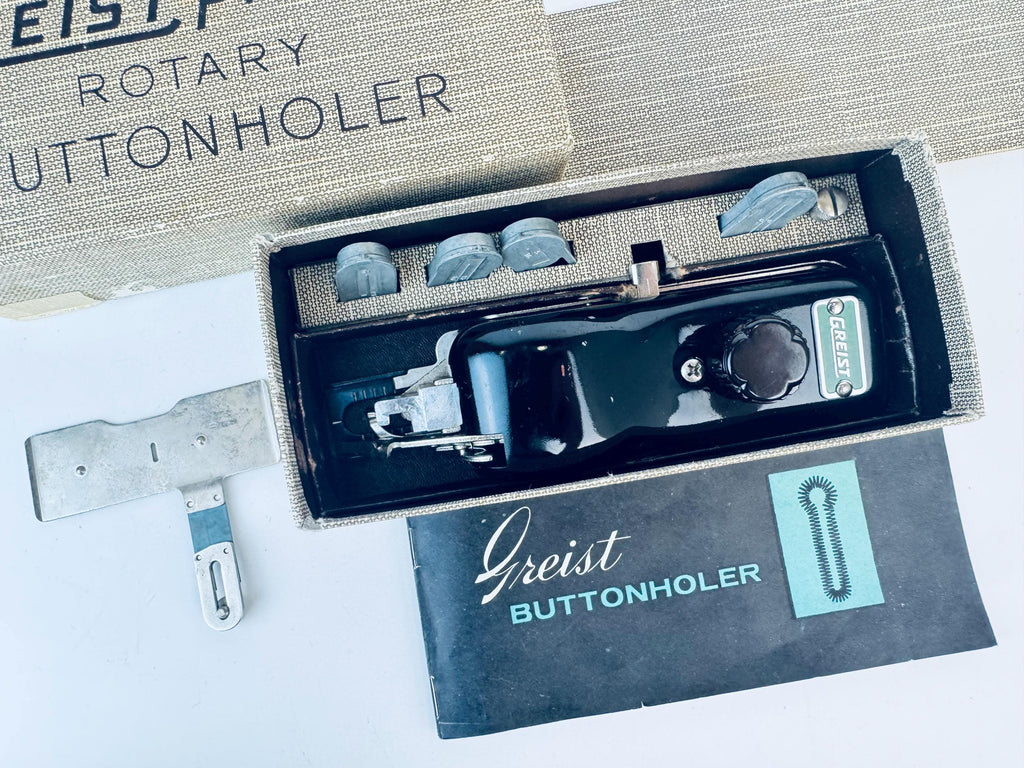 ROTARY
UTTONHOLER
GREIST
Greist
BUTTONHOLER